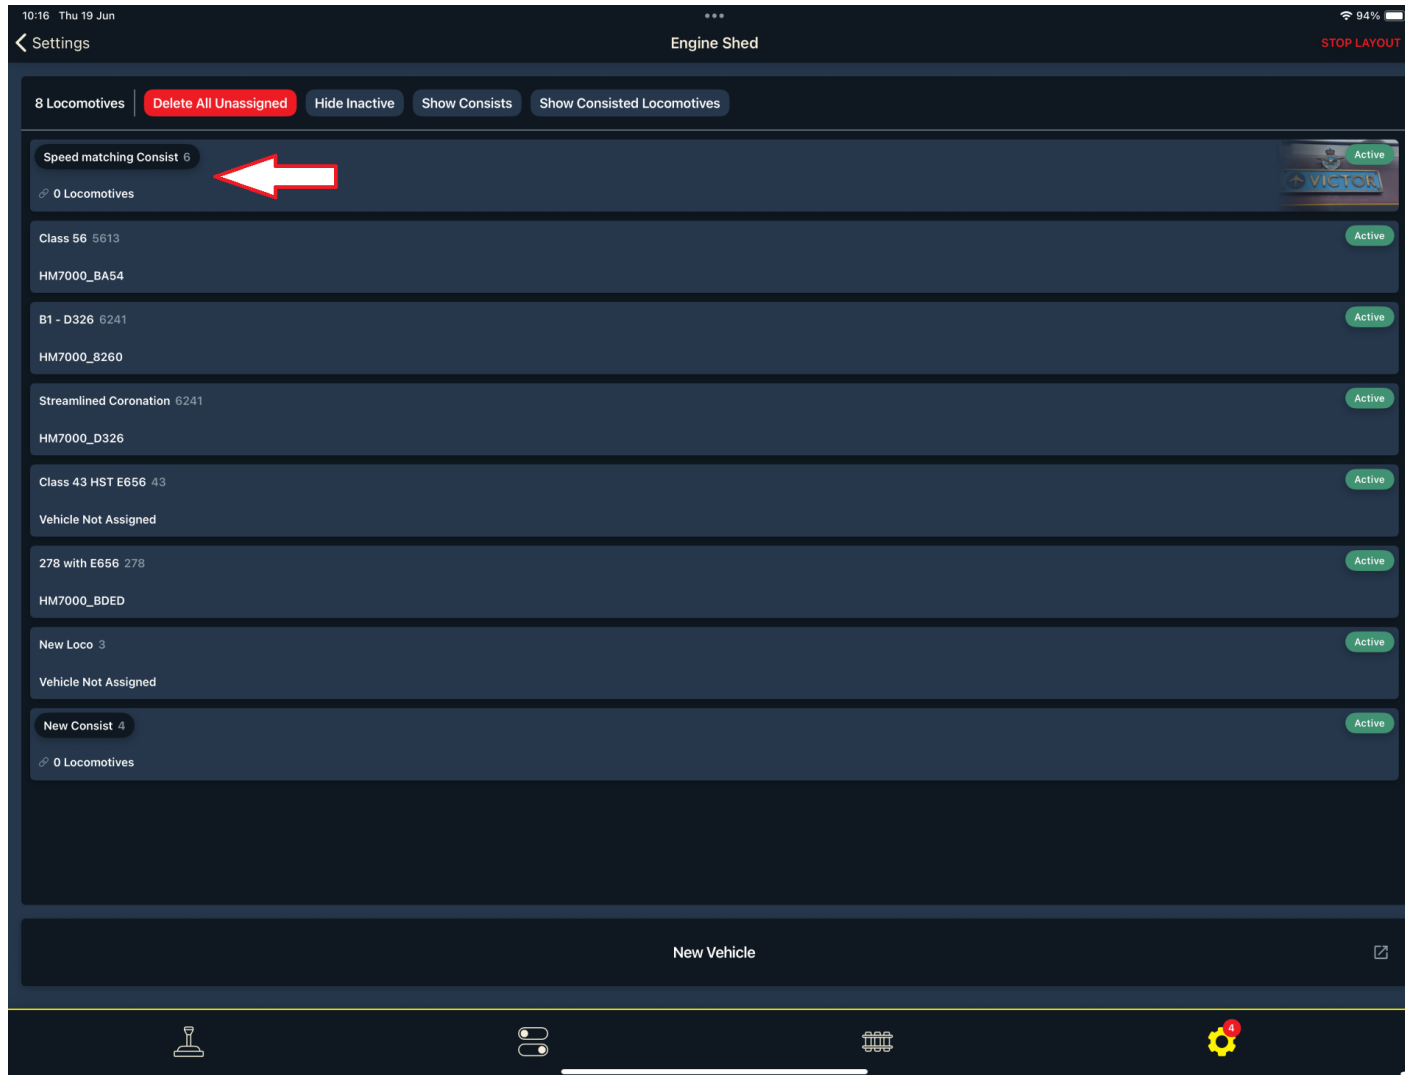 10:16 Thu 19 Jun
94%
Settings
Engine Shed
STOP LAYOUT
8 Locomotives
Delete All Unassigned
Hide Inactive
Show Consists
Show Consisted Locomotives
Speed matching Consist 6
Active
VICTOR
0 Locomotives
Class 56 5613
Active
HM7000_BA54
B1 - D326 6241
Active
HM7000_8260
Streamlined Coronation 6241
Active
HM7000_D326
Class 43 HST E656 43
Active
Vehicle Not Assigned
278 with E656 278
Active
HM7000_BDED
New Loco 3
Active
Vehicle Not Assigned
New Consist 4
Active
0 Locomotives
New Vehicle
4